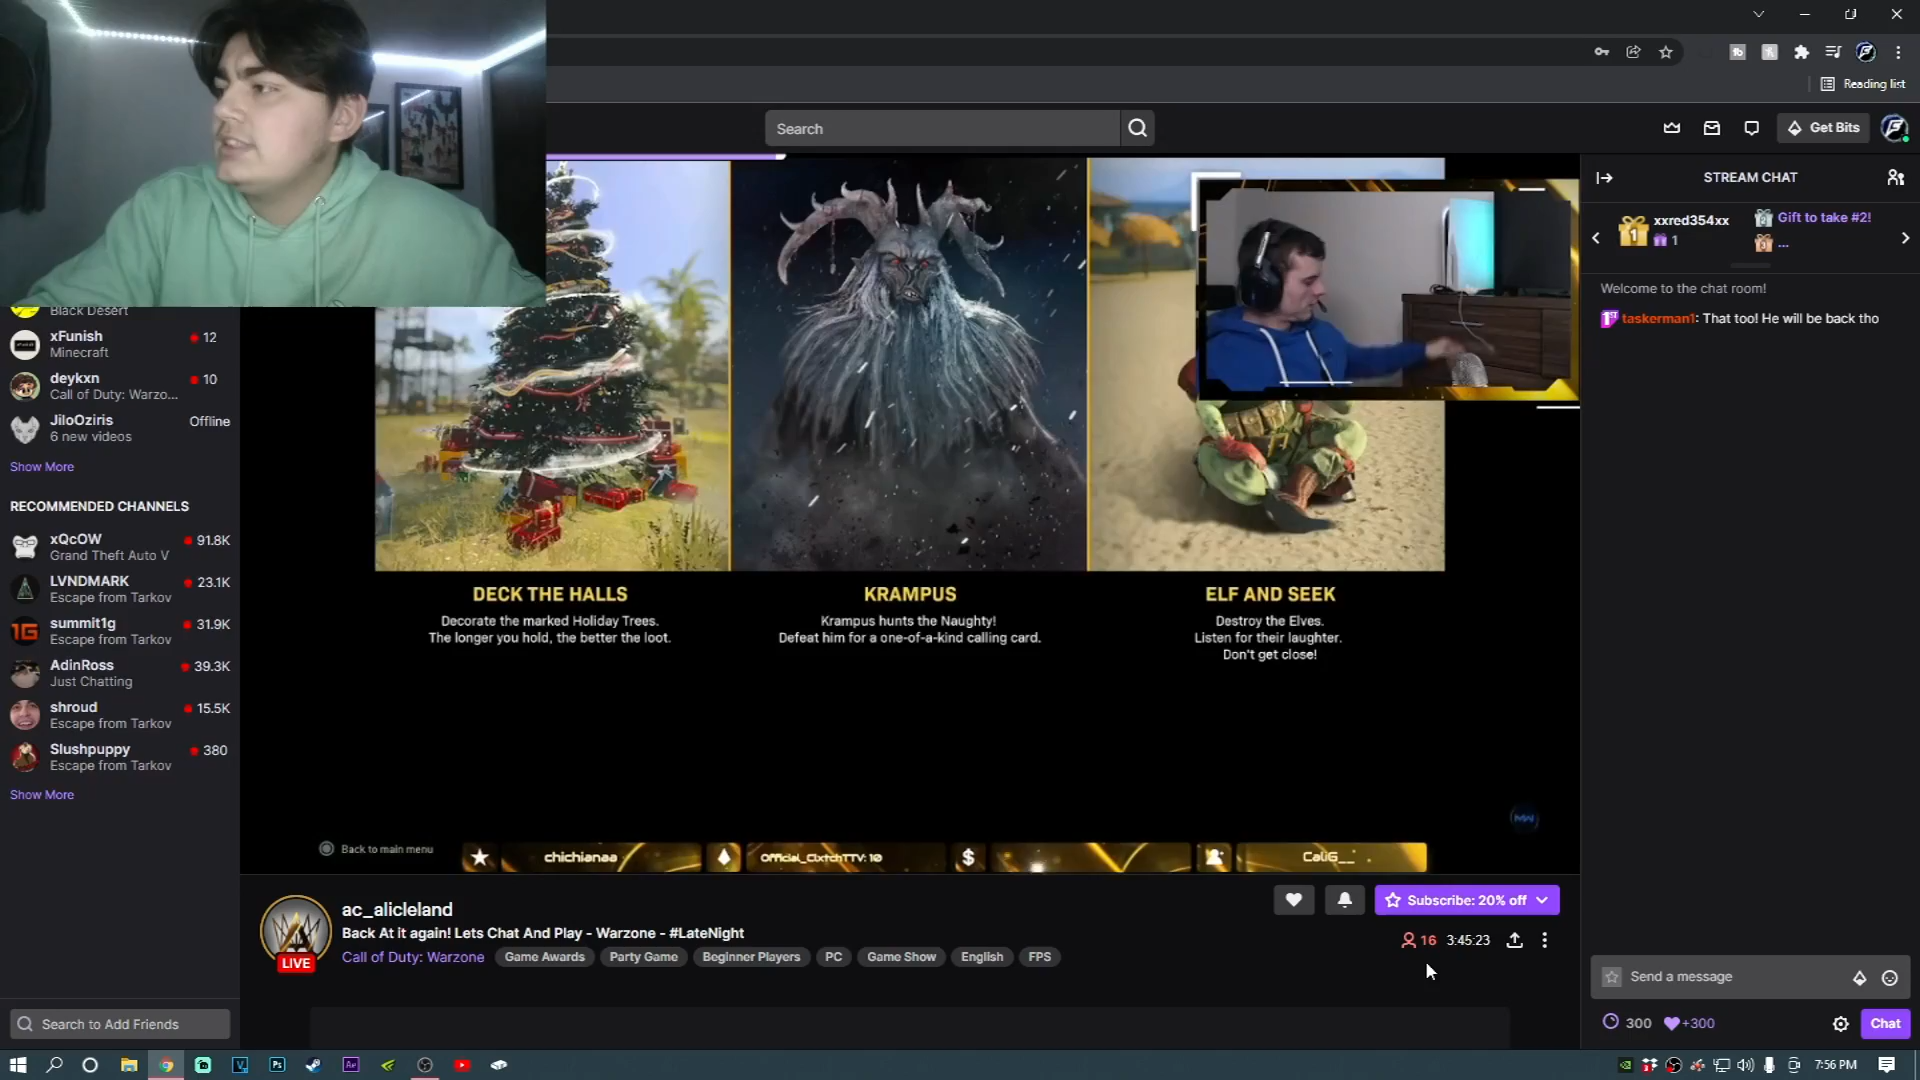 Reading list
Search
Get Bits
STREAM CHAT
xxred354xx
1
Gift to take #2!
...
Welcome to the chat room!
taskerman1: That too! He will be back tho
Black Desert
xFunish
12
Minecraft
deykxn
10
Call of Duty: Warzo...
JiloOziris
Offline
6 new videos
Show More
RECOMMENDED CHANNELS
xQcOW
91.8K
Grand Theft Auto V
LVNDMARK
23.1K
Escape from Tarkov
summit1g
31.9K
Escape from Tarkov
AdinRoss
39.3K
Just Chatting
shroud
15.5K
Escape from Tarkov
Slushpuppy
380
Escape from Tarkov
Show More
Search to Add Friends
DECK THE HALLS
Decorate the marked Holiday Trees.
The longer you hold, the better the loot.
KRAMPUS
Krampus hunts the Naughty!
Defeat him for a one-of-a-kind calling card.
ELF AND SEEK
Destroy the Elves.
Listen for their laughter.
Don't get close!
MW
Back to main menu
chichianaa
Official_ClxtchTTV: 10
CaliG__
LIVE
ac_alicleland
Back At it again! Lets Chat And Play - Warzone - #LateNight
Call of Duty: Warzone
Game Awards
Party Game
Beginner Players
PC
Game Show
English
FPS
Subscribe: 20% off
16
3:45:23
Send a message
300
+300
Chat
7:56 PM